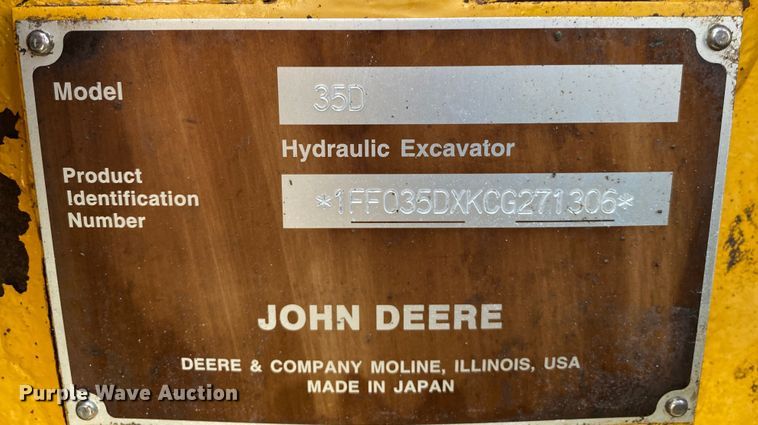 Model
35D
Hydraulic Excavator
Product
Identification
Number
*1FF035DXKCG271306*
JOHN DEERE
DEERE & COMPANY MOLINE, ILLINOIS, USA
MADE IN JAPAN
Purple Wave Auction